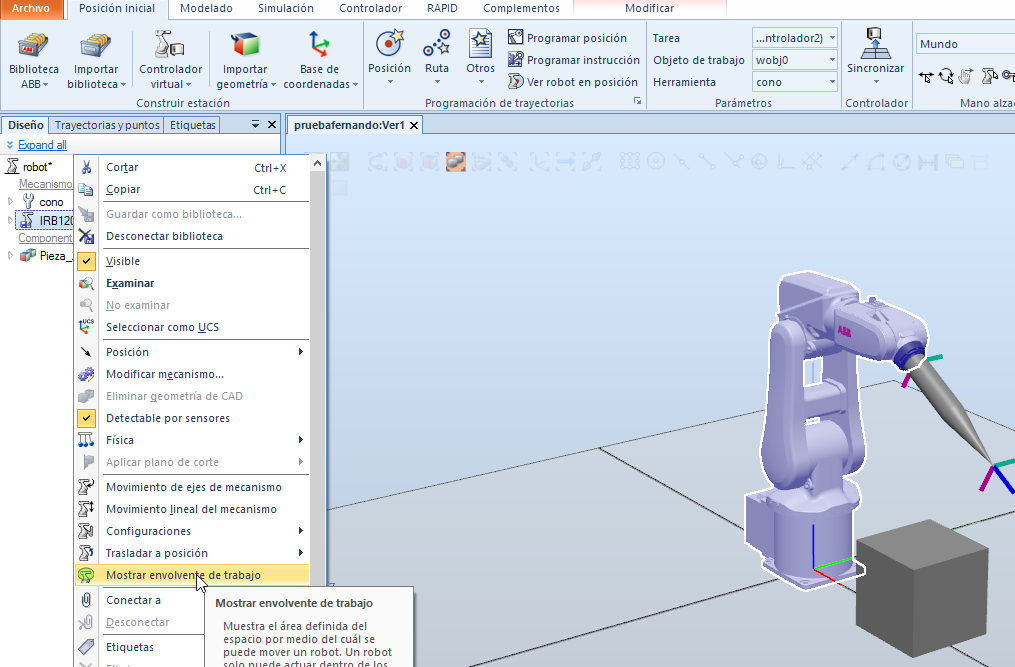 Archivo
Posición inicial
Modelado
Simulación
Controlador
RAPID
Complementos
Modificar
Biblioteca
ABB
Importar
biblioteca
Controlador
virtual
Importar
geometría
Base de
coordenadas
Construir estación
Posición
Ruta
Otros
Programar posición
Programar instrucción
Ver robot en posición
Programación de trayectorias
Tarea
...ntrolador2)
Objeto de trabajo
wobj0
Herramienta
cono
Parámetros
Sincronizar
Controlador
Mundo
Mano alza
Diseño
Trayectorias y puntos
Etiquetas
pruebafernando:Ver1
Expand all
robot*
Mecanismo
cono
IRB120
Component
Pieza_
Cortar Ctrl+X
Copiar Ctrl+C
Guardar como biblioteca...
Desconectar biblioteca
Visible
Examinar
No examinar
UCS
Seleccionar como UCS
Posición
Modificar mecanismo...
Eliminar geometría de CAD
Detectable por sensores
Física
Aplicar plano de corte
Movimiento de ejes de mecanismo
Movimiento lineal del mecanismo
Configuraciones
Trasladar a posición
Mostrar envolvente de trabajo
Conectar a
Desconectar
Etiquetas
Mostrar envolvente de trabajo
Muestra el área definida del
espacio por medio del cuál se
puede mover un robot. Un robot
solo puede actuar dentro de los
ABB